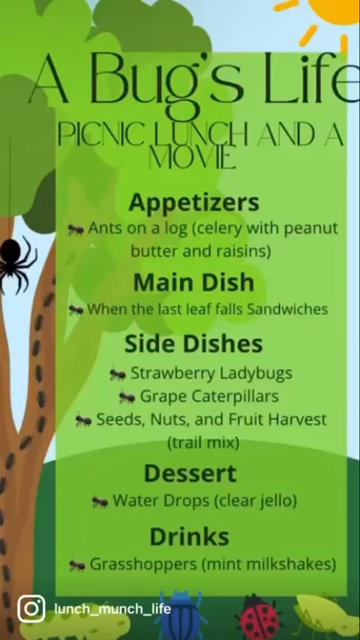 A Bug's Life
PICNIC LUNCH AND A
MOVIE
Appetizers
Ants on a log (celery with peanut
butter and raisins)
Main Dish
When the last leaf falls Sandwiches
Side Dishes
Strawberry Ladybugs
Grape Caterpillars
Seeds, Nuts, and Fruit Harvest
(trail mix)
Dessert
Water Drops (clear jello)
Drinks
Grasshoppers (mint milkshakes)
lunch_munch_life